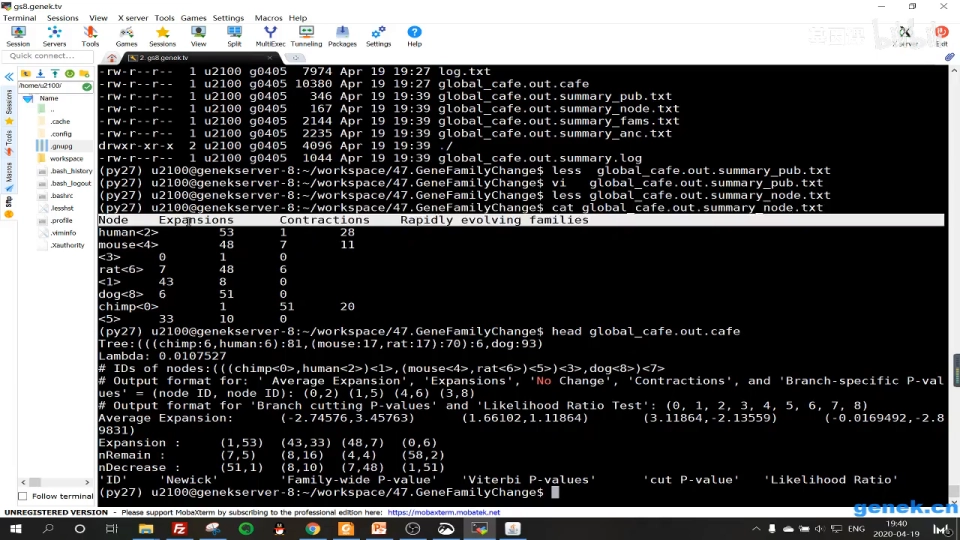 gs8.genek.tv
Terminal Sessions View X server Tools Games Settings Macros Help
Session Servers Tools Games Sessions View Split MultiExec Tunneling Packages Settings Help X server Exit
Quick connect... 2. gs8.genek.tv
/home/u2100/
Name
..
.cache
.config
.gnupg
workspace
.bash_history
.bash_logout
.bashrc
.lesshst
.profile
.viminfo
.Xauthority
Sessions
Tools
Macros
Sftp
Follow terminal
-rw-r--r-- 1 u2100 g0405 7974 Apr 19 19:27 log.txt
-rw-r--r-- 1 u2100 g0405 10380 Apr 19 19:27 global_cafe.out.cafe
-rw-r--r-- 1 u2100 g0405 346 Apr 19 19:39 global_cafe.out.summary_pub.txt
-rw-r--r-- 1 u2100 g0405 167 Apr 19 19:39 global_cafe.out.summary_node.txt
-rw-r--r-- 1 u2100 g0405 2144 Apr 19 19:39 global_cafe.out.summary_fams.txt
-rw-r--r-- 1 u2100 g0405 2235 Apr 19 19:39 global_cafe.out.summary_anc.txt
drwxr-xr-x 2 u2100 g0405 4096 Apr 19 19:39 ./
-rw-r--r-- 1 u2100 g0405 1044 Apr 19 19:39 global_cafe.out.summary.log
(py27) u2100@genekserver-8:~/workspace/47.GeneFamilyChange$ less global_cafe.out.summary_pub.txt
(py27) u2100@genekserver-8:~/workspace/47.GeneFamilyChange$ vi global_cafe.out.summary_pub.txt
(py27) u2100@genekserver-8:~/workspace/47.GeneFamilyChange$ less global_cafe.out.summary_node.txt
(py27) u2100@genekserver-8:~/workspace/47.GeneFamilyChange$ cat global_cafe.out.summary_node.txt
Node Expansions Contractions Rapidly evolving families
human<2> 53 1 28
mouse<4> 48 7 11
<3> 0 1 0
rat<6> 7 48 6
<1> 43 8 0
dog<8> 6 51 0
chimp<0> 1 51 20
<5> 33 10 0
(py27) u2100@genekserver-8:~/workspace/47.GeneFamilyChange$ head global_cafe.out.cafe
Tree:(((chimp:6,human:6):81,(mouse:17,rat:17):70):6,dog:93)
Lambda: 0.0107527
# IDs of nodes:(((chimp<0>,human<2>)<1>,(mouse<4>,rat<6>)<5>)<3>,dog<8>)<7>
# Output format for: ' Average Expansion', 'Expansions', 'No Change', 'Contractions', and 'Branch-specific P-val
ues' = (node ID, node ID): (0,2) (1,5) (4,6) (3,8)
# Output format for 'Branch cutting P-values' and 'Likelihood Ratio Test': (0, 1, 2, 3, 4, 5, 6, 7, 8)
Average Expansion: (-2.74576,3.45763) (1.66102,1.11864) (3.11864,-2.13559) (-0.0169492,-2.8
9831)
Expansion : (1,53) (43,33) (48,7) (0,6)
nRemain : (7,5) (8,16) (4,4) (58,2)
nDecrease : (51,1) (8,10) (7,48) (1,51)
'ID' 'Newick' 'Family-wide P-value' 'Viterbi P-values' 'cut P-value' 'Likelihood Ratio'
(py27) u2100@genekserver-8:~/workspace/47.GeneFamilyChange$
genek.cn
UNREGISTERED VERSION - Please support MobaXterm by subscribing to the professional edition here: https://mobaxterm.mobatek.net
ENG
19:40
2020-04-19